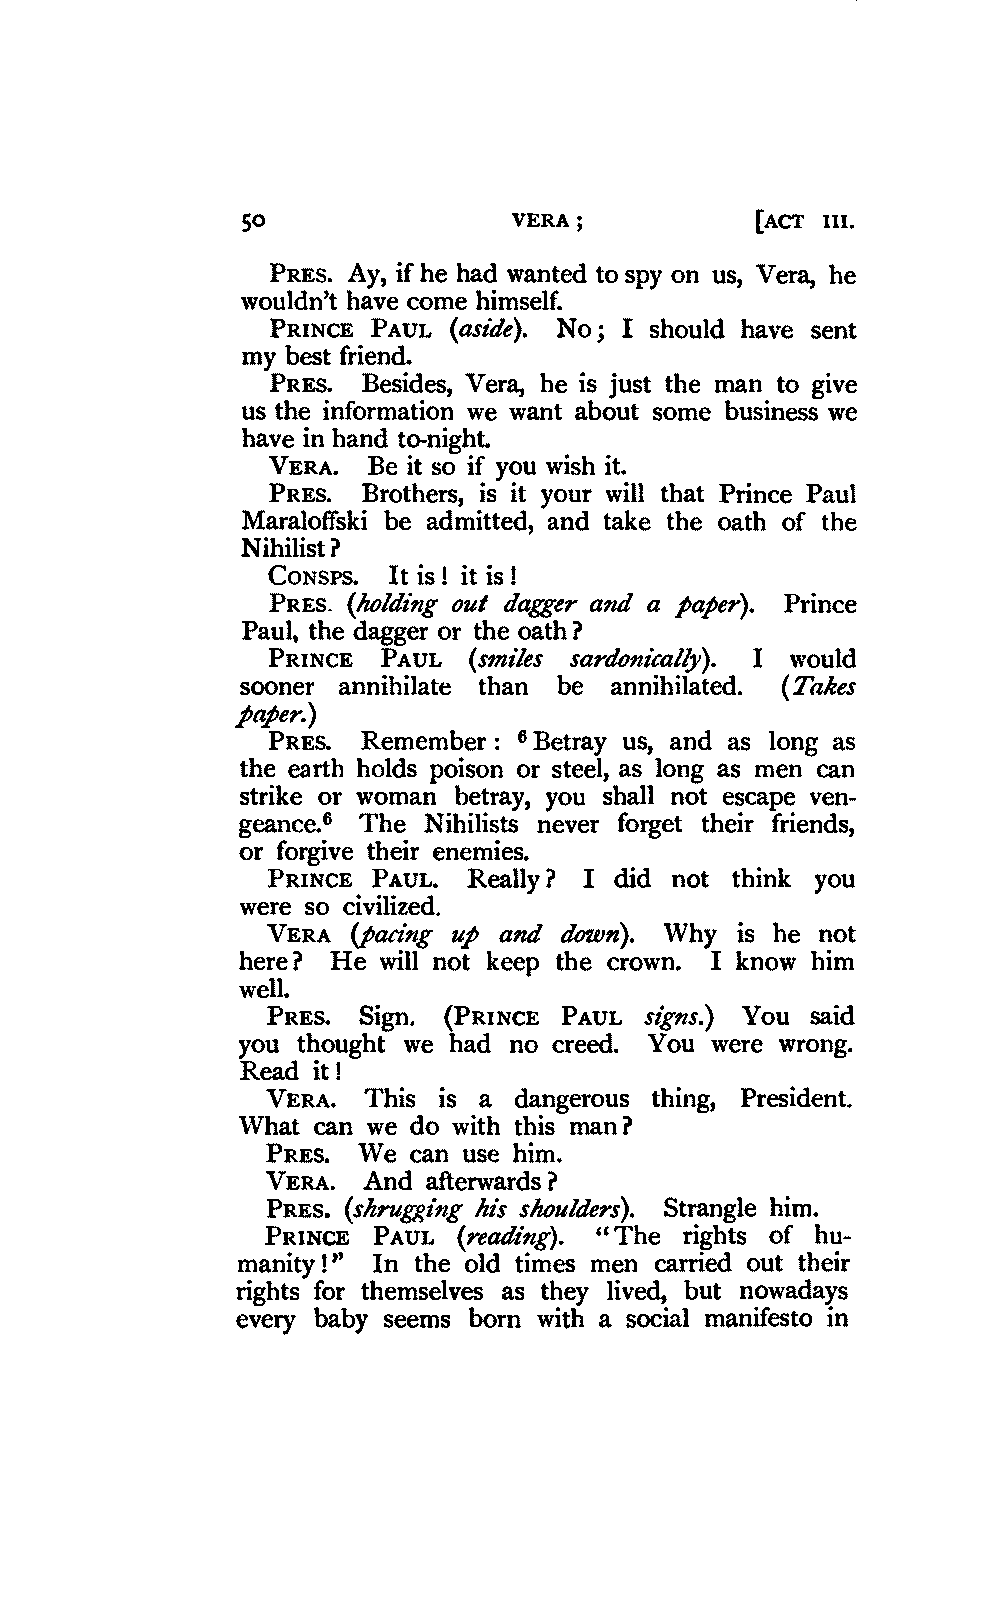 50 VERA ; [ACT III.
PRES. Ay, if he had wanted to spy on us, Vera, he
wouldn't have come himself.
PRINCE PAUL (aside). No ; I should have sent
my best friend.
PRES. Besides, Vera, he is just the man to give
us the information we want about some business we
have in hand to-night.
VERA. Be it so if you wish it.
PRES. Brothers, is it your will that Prince Paul
Maraloffski be admitted, and take the oath of the
Nihilist ?
CONSPS. It is ! it is !
PRES. (holding out dagger and a paper). Prince
Paul, the dagger or the oath ?
PRINCE PAUL (smiles sardonically). I would
sooner annihilate than be annihilated. (Takes
paper.)
PRES. Remember : ⁶ Betray us, and as long as
the earth holds poison or steel, as long as men can
strike or woman betray, you shall not escape ven-
geance.⁶ The Nihilists never forget their friends,
or forgive their enemies.
PRINCE PAUL. Really ? I did not think you
were so civilized.
VERA (pacing up and down). Why is he not
here ? He will not keep the crown. I know him
well.
PRES. Sign. (PRINCE PAUL signs.) You said
you thought we had no creed. You were wrong.
Read it !
VERA. This is a dangerous thing, President.
What can we do with this man ?
PRES. We can use him.
VERA. And afterwards ?
PRES. (shrugging his shoulders). Strangle him.
PRINCE PAUL (reading). "The rights of hu-
manity !" In the old times men carried out their
rights for themselves as they lived, but nowadays
every baby seems born with a social manifesto in